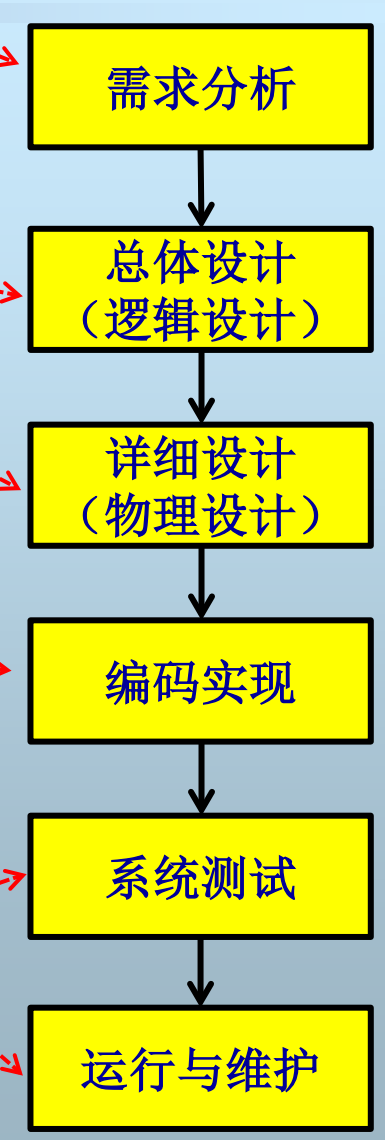 需求分析
总体设计
（逻辑设计）
详细设计
（物理设计）
编码实现
系统测试
运行与维护